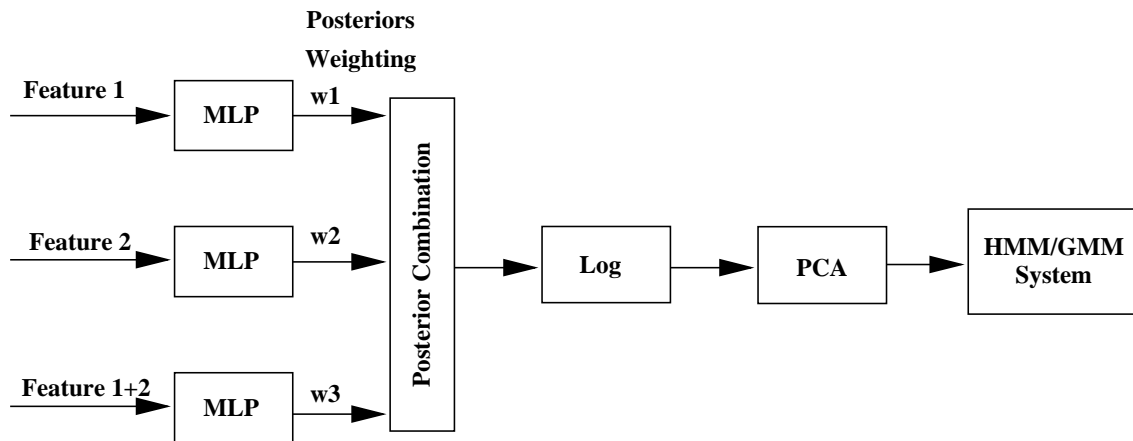 Posteriors
Weighting
Feature 1
MLP
w1
Feature 2
MLP
w2
Feature 1+2
MLP
w3
Posterior Combination
Log
PCA
HMM/GMM
System